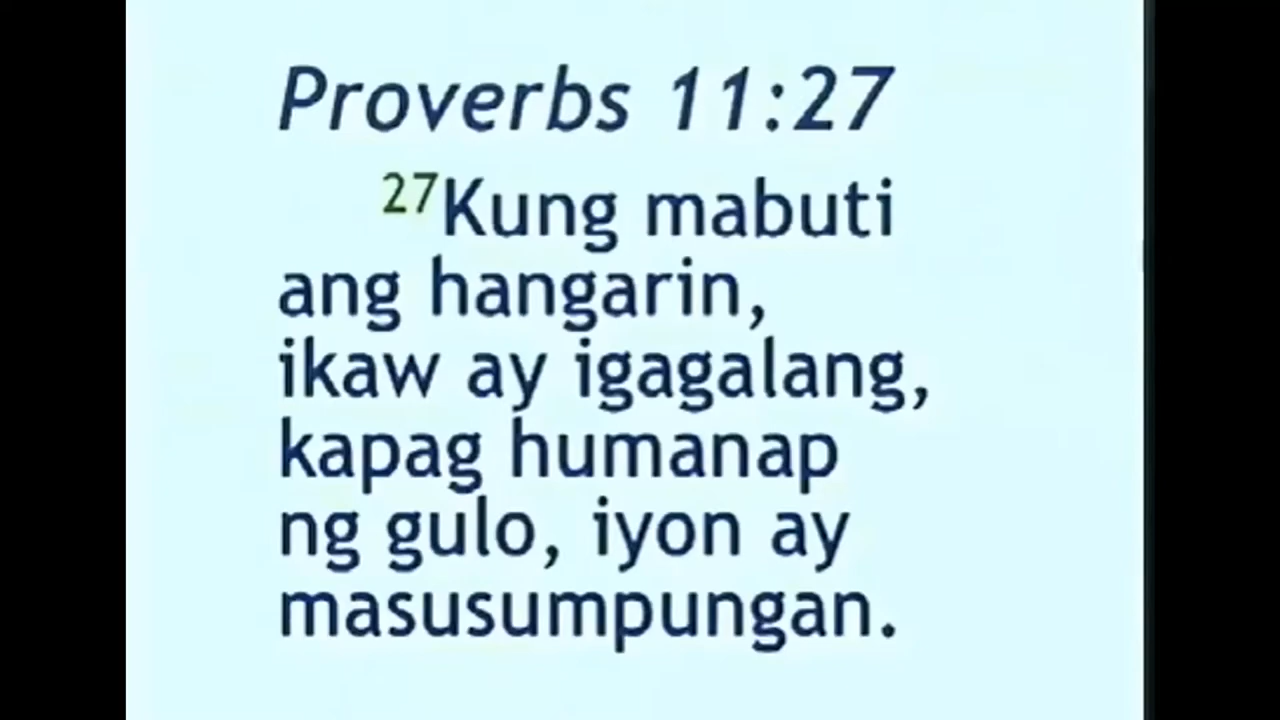 Proverbs 11:27
27Kung mabuti
ang hangarin,
ikaw ay igagalang,
kapag humanap
ng gulo, iyon ay
masusumpungan.